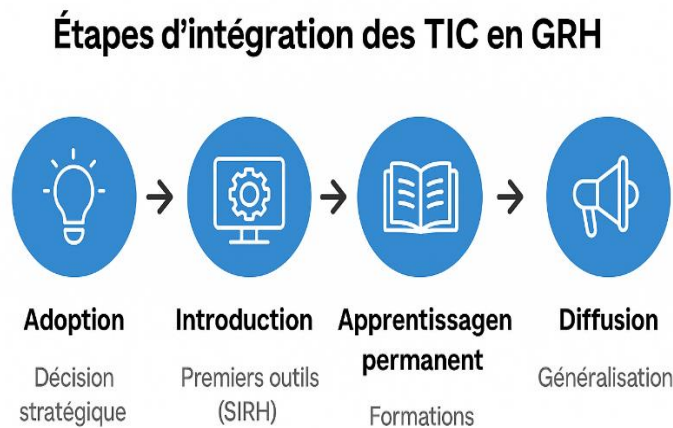 Étapes d’intégration des TIC en GRH
Adoption
Décision
stratégique
Introduction
Premiers outils
(SIRH)
Apprentissagen
permanent
Formations
Diffusion
Généralisation